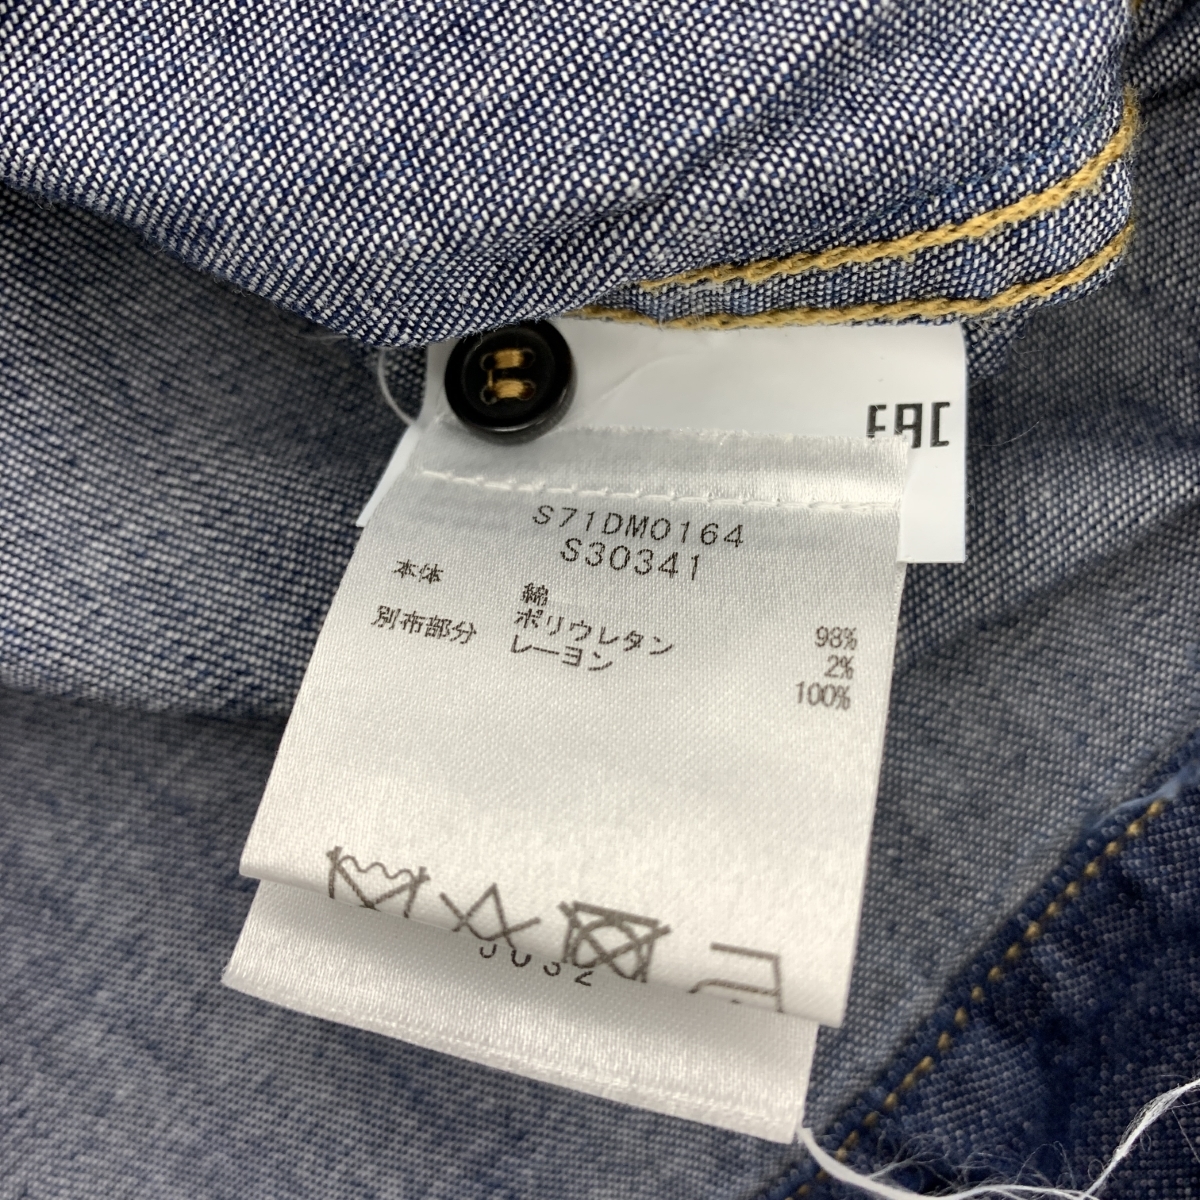 EAC
S71DM0164
S30341
本体 綿 98%
ポリウレタン 2%
別布部分 レーヨン 100%